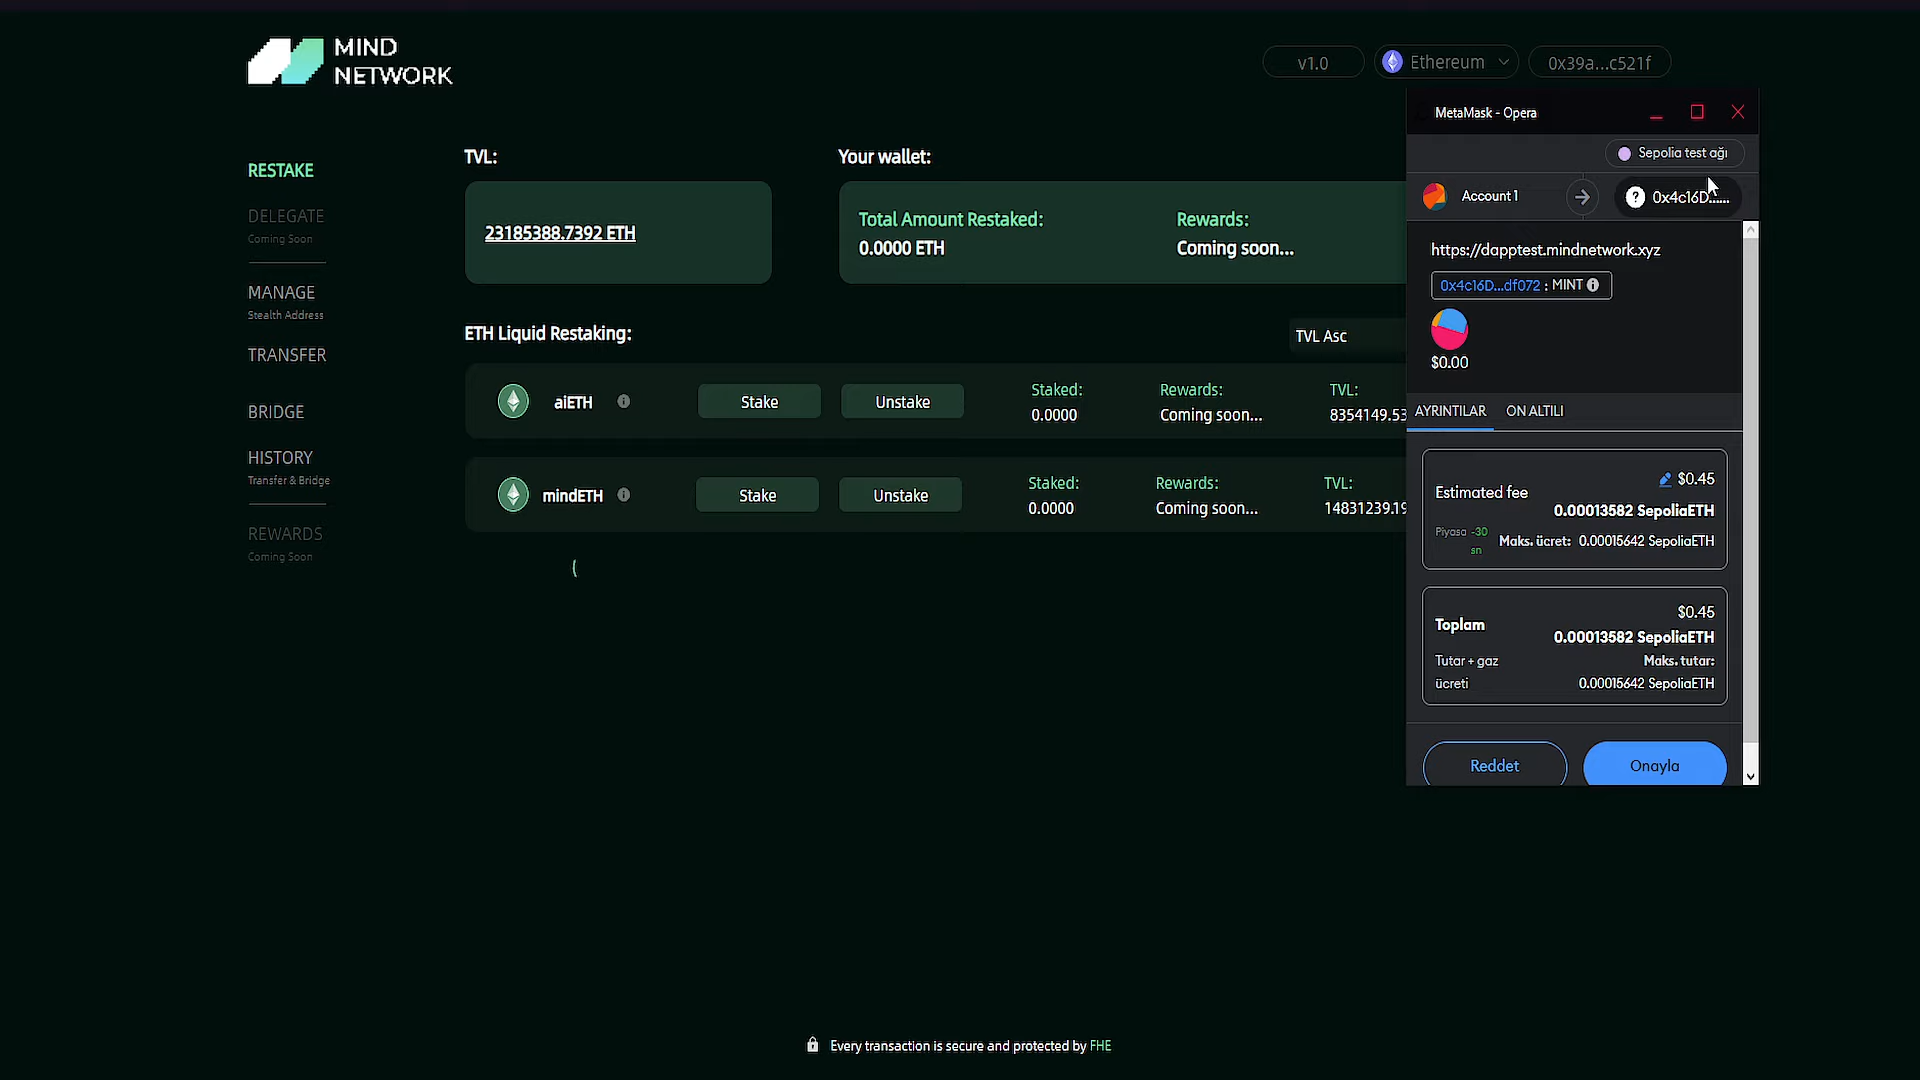 MIND
NETWORK
v1.0
Ethereum
0x39a...c521f
RESTAKE
DELEGATE
Coming Soon
MANAGE
Stealth Address
TRANSFER
BRIDGE
HISTORY
Transfer & Bridge
REWARDS
Coming Soon
TVL:
23185388.7392 ETH
Your wallet:
Total Amount Restaked:
0.0000 ETH
Rewards:
Coming soon...
ETH Liquid Restaking:
TVL Asc
aiETH
Stake
Unstake
Staked:
0.0000
Rewards:
Coming soon...
TVL:
8354149.53
mindETH
Stake
Unstake
Staked:
0.0000
Rewards:
Coming soon...
TVL:
14831239.19
MetaMask - Opera
Sepolia test ağı
Account 1
0x4c16D......
https://dapptest.mindnetwork.xyz
0x4c16D...df072 : MINT
$0.00
AYRINTILAR
ON ALTILI
Estimated fee
$0.45
0.00013582 SepoliaETH
Piyasa -30 sn
Maks. ücret: 0.00015642 SepoliaETH
Toplam
$0.45
0.00013582 SepoliaETH
Tutar + gaz ücreti
Maks. tutar:
0.00015642 SepoliaETH
Reddet
Onayla
Every transaction is secure and protected by FHE